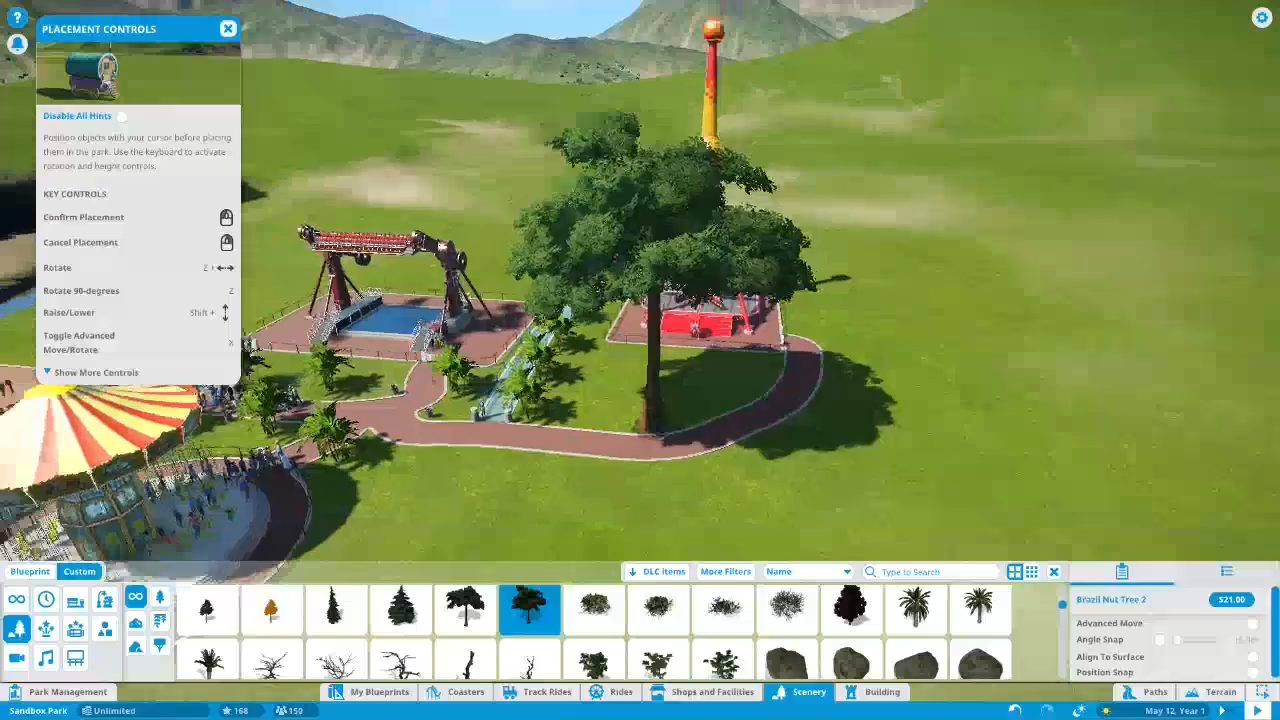 PLACEMENT CONTROLS
Disable All Hints
Position objects with your cursor before placing
them in the park. Use the keyboard to activate
rotation and height controls.
KEY CONTROLS
Confirm Placement
Cancel Placement
Rotate Z +
Rotate 90-degrees Z
Raise/Lower Shift +
Toggle Advanced
Move/Rotate X
Show More Controls
Blueprint Custom
DLC Items More Filters Name Type to Search
Brazil Nut Tree 2 $21.00
Advanced Move
Angle Snap
Align To Surface
Position Snap
Park Management My Blueprints Coasters Track Rides Rides Shops and Facilities Scenery Building Paths Terrain
Sandbox Park Unlimited 168 159 May 12, Year 1